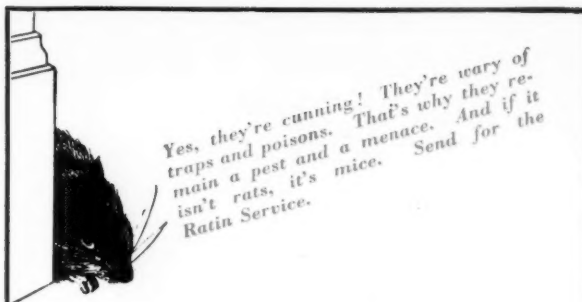 Yes, they're cunning! They're wary of
traps and poisons. That's why they re-
main a pest and a menace. And if it
isn't rats, it's mice. Send for the
Ratin Service.